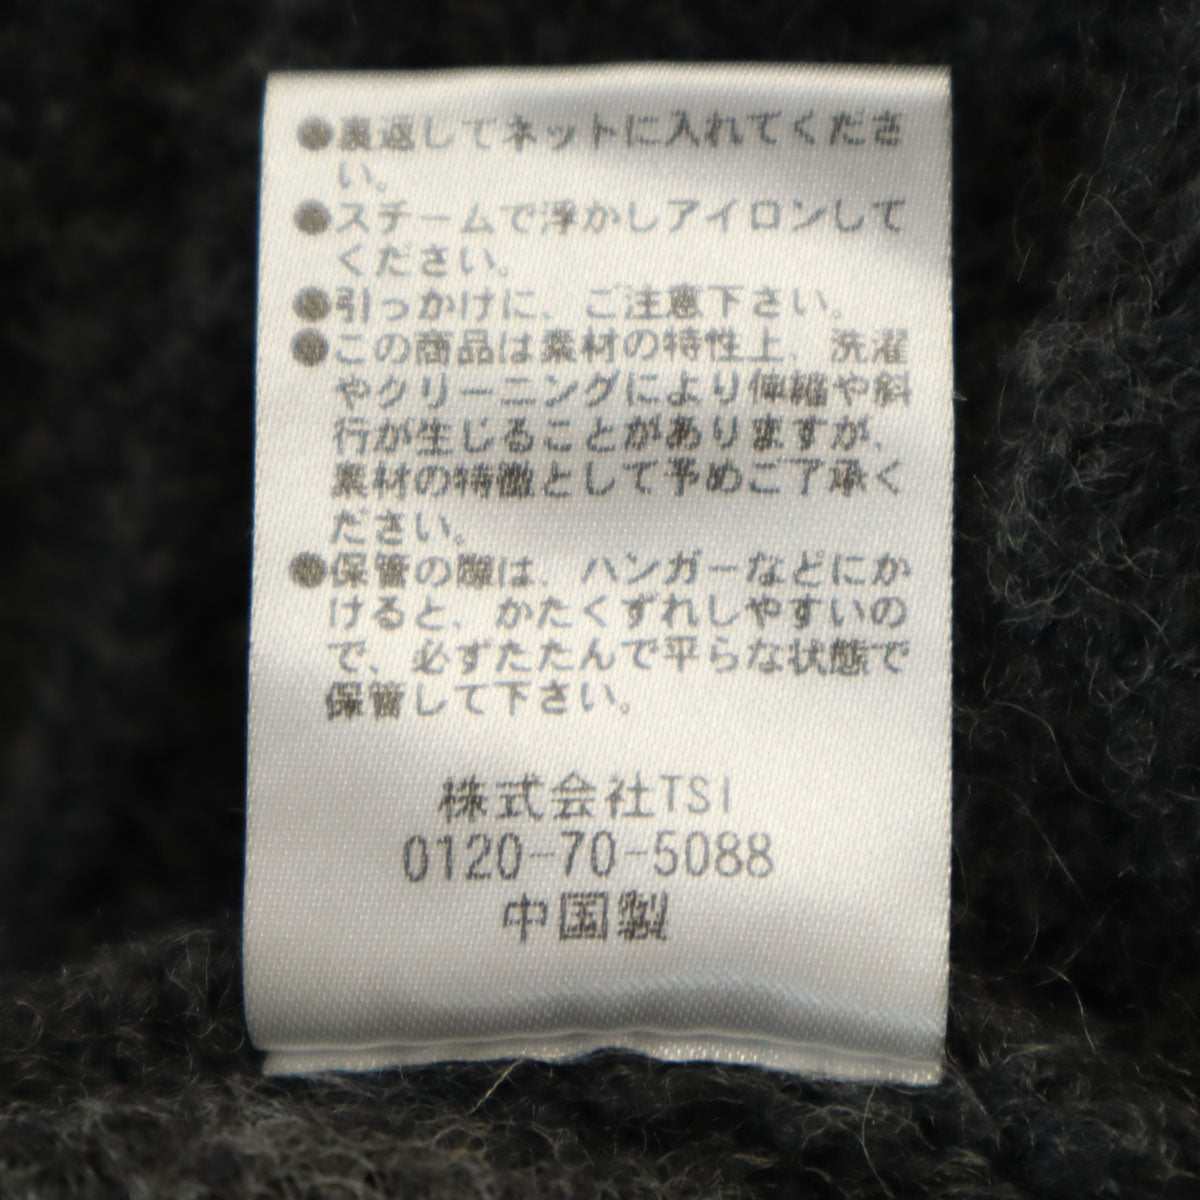 ●裏返してネットに入れてくださ
い。
●スチームで浮かしアイロンして
ください。
●引っかけに、ご注意下さい。
●この商品は素材の特性上、洗濯
やクリーニングにより伸縮や斜
行が生じることがありますが、
素材の特徴として予めご了承く
ださい。
●保管の際は、ハンガーなどにか
けると、かたくずれしやすいの
で、必ずたたんで平らな状態で
保管して下さい。
株式会社TSI
0120-70-5088
中国製